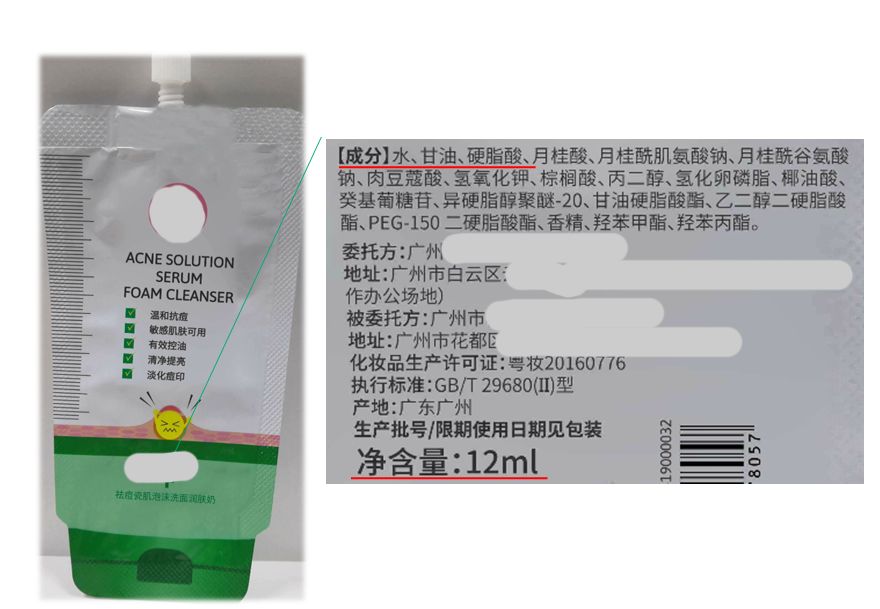 ACNE SOLUTION
SERUM
FOAM CLEANSER
温和抗痘
敏感肌肤可用
有效控油
清净提亮
淡化痘印
祛痘瓷肌泡沫洗面润肤奶
【成分】水、甘油、硬脂酸、月桂酸、月桂酰肌氨酸钠、月桂酰谷氨酸
钠、肉豆蔻酸、氢氧化钾、棕榈酸、丙二醇、氢化卵磷脂、椰油酸、
癸基葡糖苷、异硬脂醇聚醚-20、甘油硬脂酸酯、乙二醇二硬脂酸
酯、PEG-150 二硬脂酸酯、香精、羟苯甲酯、羟苯丙酯。
委托方：广州
地址：广州市白云区
作办公场地）
被委托方：广州市
地址：广州市花都区
化妆品生产许可证：粤妆20160776
执行标准：GB/T 29680(II)型
产地：广东广州
生产批号/限期使用日期见包装
净含量：12ml
19000032
8057